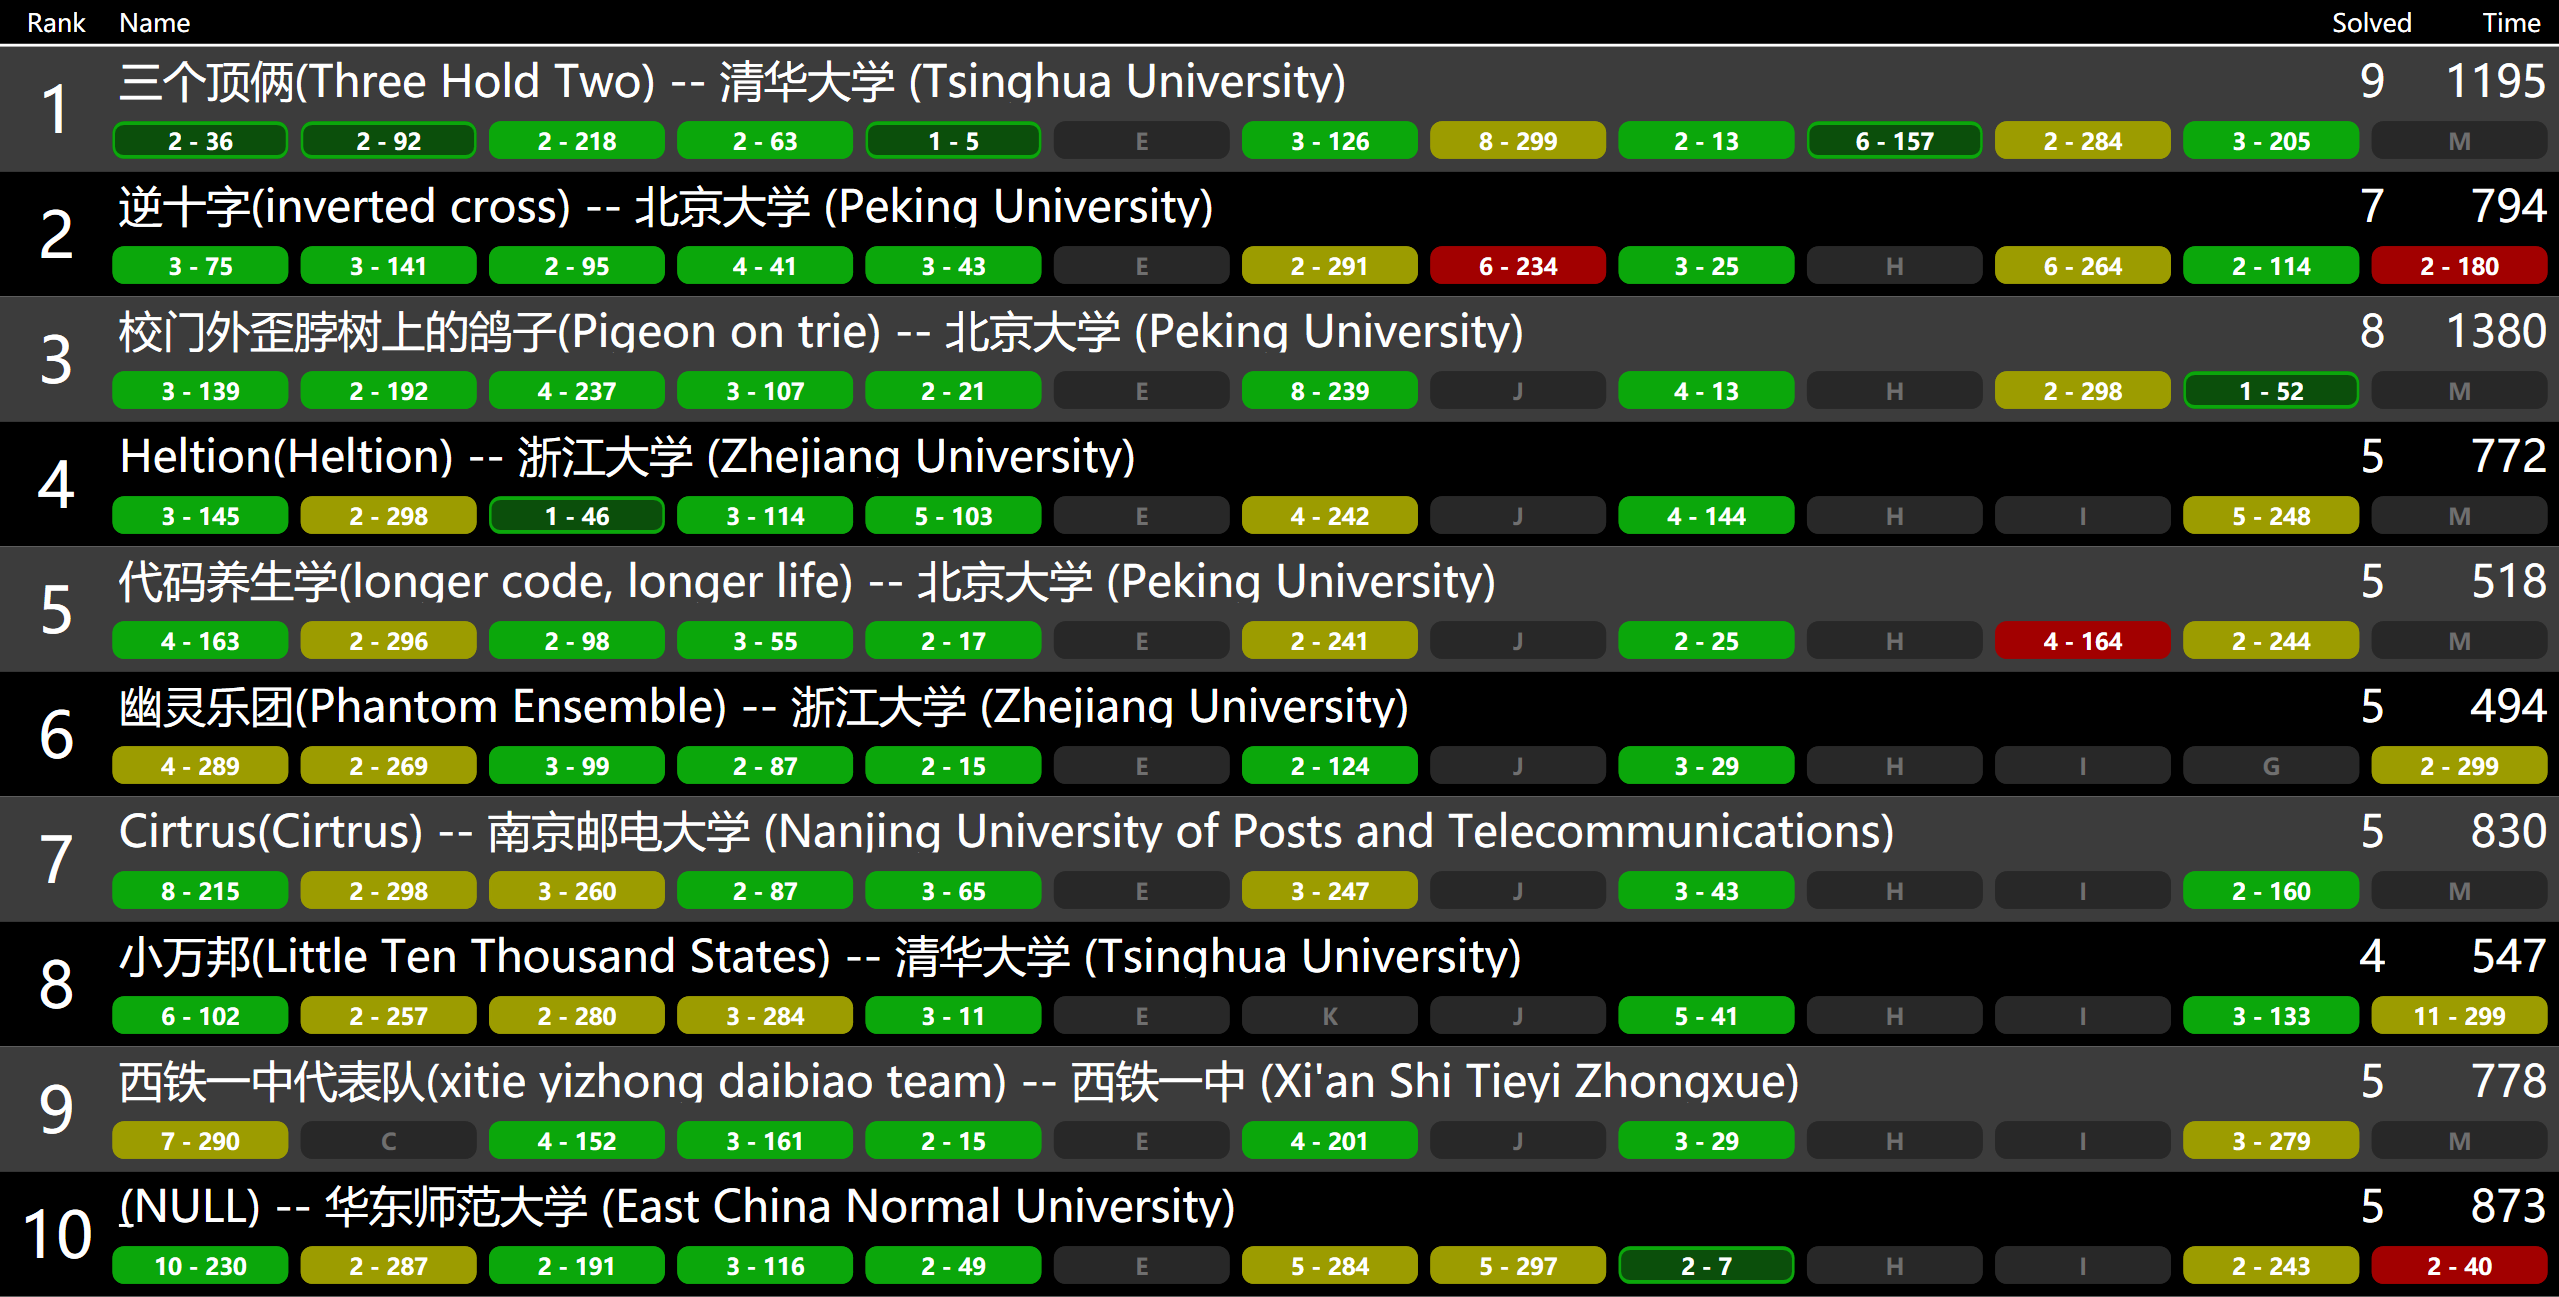 Rank Name Solved Time
1 三个顶俩(Three Hold Two) -- 清华大学 (Tsinghua University) 9 1195
2 - 36 2 - 92 2 - 218 2 - 63 1 - 5 E 3 - 126 8 - 299 2 - 13 6 - 157 2 - 284 3 - 205 M
2 逆十字(inverted cross) -- 北京大学 (Peking University) 7 794
3 - 75 3 - 141 2 - 95 4 - 41 3 - 43 E 2 - 291 6 - 234 3 - 25 H 6 - 264 2 - 114 2 - 180
3 校门外歪脖树上的鸽子(Pigeon on trie) -- 北京大学 (Peking University) 8 1380
3 - 139 2 - 192 4 - 237 3 - 107 2 - 21 E 8 - 239 J 4 - 13 H 2 - 298 1 - 52 M
4 Heltion(Heltion) -- 浙江大学 (Zhejiang University) 5 772
3 - 145 2 - 298 1 - 46 3 - 114 5 - 103 E 4 - 242 J 4 - 144 H I 5 - 248 M
5 代码养生学(longer code, longer life) -- 北京大学 (Peking University) 5 518
4 - 163 2 - 296 2 - 98 3 - 55 2 - 17 E 2 - 241 J 2 - 25 H 4 - 164 2 - 244 M
6 幽灵乐团(Phantom Ensemble) -- 浙江大学 (Zhejiang University) 5 494
4 - 289 2 - 269 3 - 99 2 - 87 2 - 15 E 2 - 124 J 3 - 29 H I G 2 - 299
7 Cirtrus(Cirtrus) -- 南京邮电大学 (Nanjing University of Posts and Telecommunications) 5 830
8 - 215 2 - 298 3 - 260 2 - 87 3 - 65 E 3 - 247 J 3 - 43 H I 2 - 160 M
8 小万邦(Little Ten Thousand States) -- 清华大学 (Tsinghua University) 4 547
6 - 102 2 - 257 2 - 280 3 - 284 3 - 11 E K J 5 - 41 H I 3 - 133 11 - 299
9 西铁一中代表队(xitie yizhong daibiao team) -- 西铁一中 (Xi'an Shi Tieyi Zhongxue) 5 778
7 - 290 C 4 - 152 3 - 161 2 - 15 E 4 - 201 J 3 - 29 H I 3 - 279 M
10 (NULL) -- 华东师范大学 (East China Normal University) 5 873
10 - 230 2 - 287 2 - 191 3 - 116 2 - 49 E 5 - 284 5 - 297 2 - 7 H I 2 - 243 2 - 40